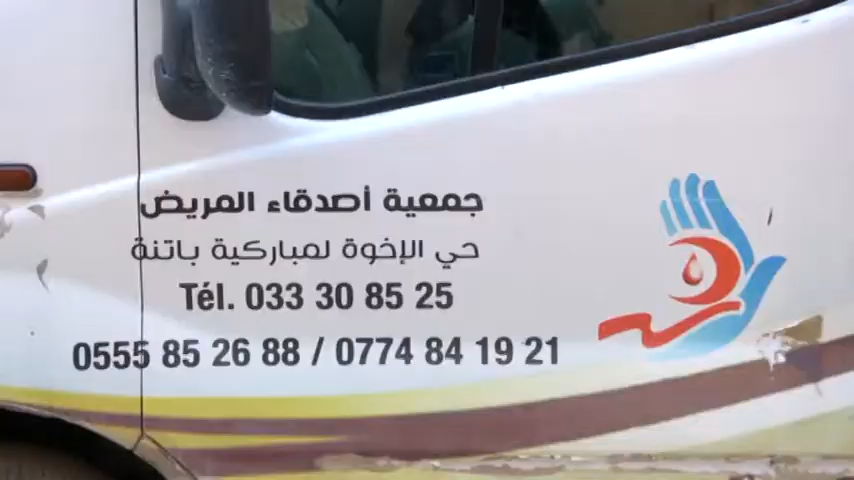 جمعية أصدقاء المريض
حي الإخوة لمباركية باتنة
Tél. 033 30 85 25
0555 85 26 88 / 0774 84 19 21